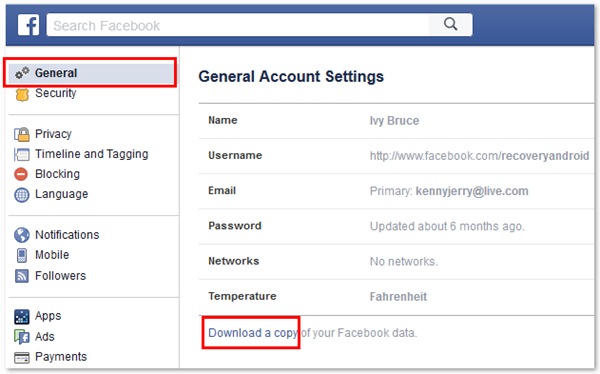 f
Search Facebook
General
Security
Privacy
Timeline and Tagging
Blocking
Language
Notifications
Mobile
Followers
Apps
Ads
Payments
General Account Settings
Name Ivy Bruce
Username http://www.facebook.com/recoveryandroid
Email Primary: kennyjerry@live.com
Password Updated about 6 months ago.
Networks No networks.
Temperature Fahrenheit
Download a copy of your Facebook data.